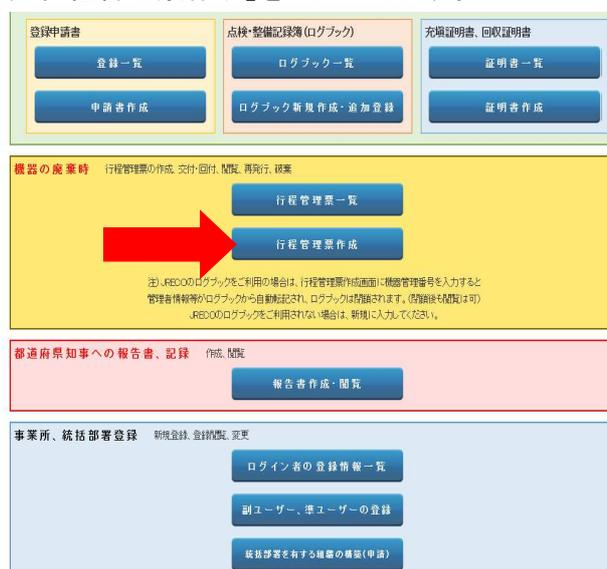 登録申請書
登録一覧
申請書作成
点検・整備記録簿(ログブック)
ログブック一覧
ログブック新規作成・追加登録
充塡証明書、回収証明書
証明書一覧
証明書作成
機器の廃棄時 行程管理票の作成、交付・回付、閲覧、再発行、破棄
行程管理票一覧
行程管理票作成
注)JRECOのログブックをご利用の場合は、行程管理票作成画面に機器管理番号を入力すると
管理者情報等がログブックから自動転記され、ログブックは閉鎖されます。(閉鎖後も閲覧は可)
JRECOのログブックをご利用されない場合は、新規に入力してください。
都道府県知事への報告書、記録 作成、閲覧
報告書作成・閲覧
事業所、統括部署登録 新規登録、登録閲覧、変更
ログイン者の登録情報一覧
副ユーザー、準ユーザーの登録
統括部署を有する組織の構築(申請)